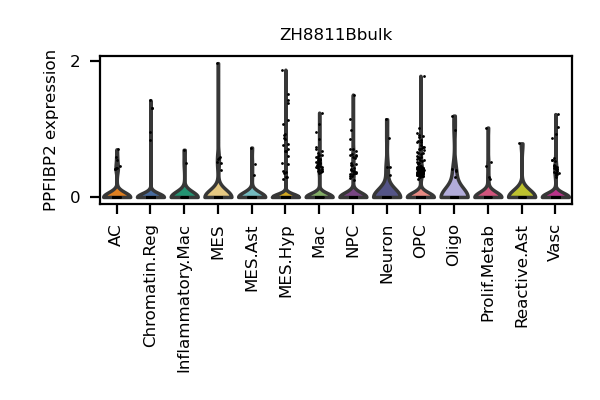 ZH8811Bbulk
PPFIBP2 expression
2
0
AC
Chromatin.Reg
Inflammatory.Mac
MES
MES.Ast
MES.Hyp
Mac
NPC
Neuron
OPC
Oligo
Prolif.Metab
Reactive.Ast
Vasc